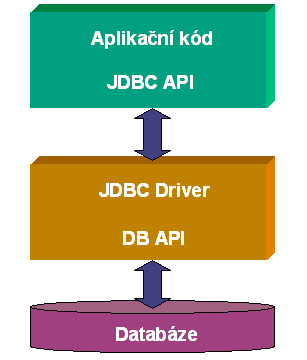 Aplikační kód
JDBC API
JDBC Driver
DB API
Databáze